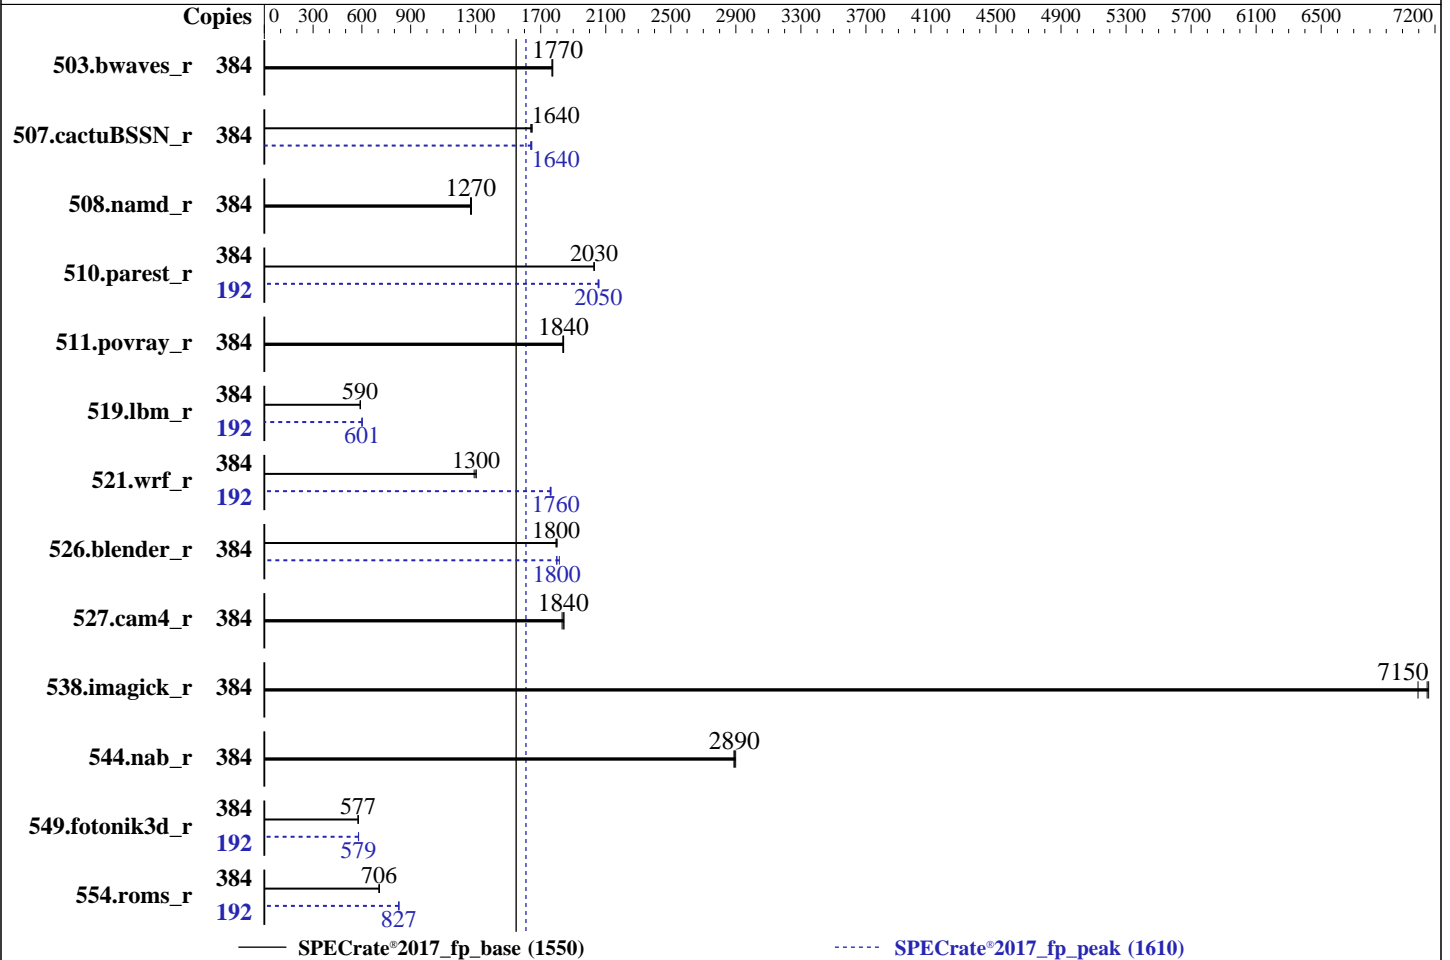 Copies 0 300 600 900 1300 1700 2100 2500 2900 3300 3700 4100 4500 4900 5300 5700 6100 6500 7200
503.bwaves_r 384 1770
507.cactuBSSN_r 384 1640
1640
508.namd_r 384 1270
510.parest_r 384 2030
192 2050
511.povray_r 384 1840
519.lbm_r 384 590
192 601
521.wrf_r 384 1300
192 1760
526.blender_r 384 1800
1800
527.cam4_r 384 1840
538.imagick_r 384 7150
544.nab_r 384 2890
549.fotonik3d_r 384 577
192 579
554.roms_r 384 706
192 827
SPECrate®2017_fp_base (1550) SPECrate®2017_fp_peak (1610)